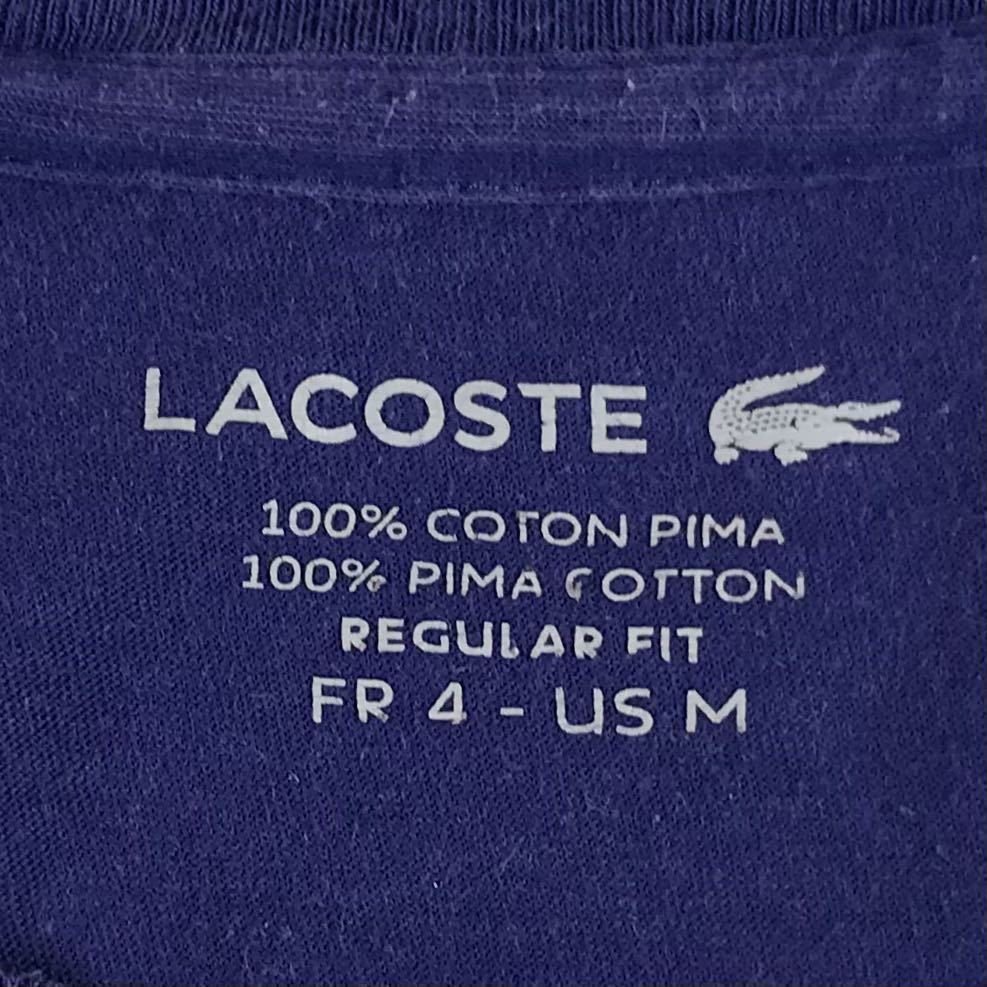 LACOSTE
100% COTON PIMA
100% PIMA COTTON
REGULAR FIT
FR 4 - US M